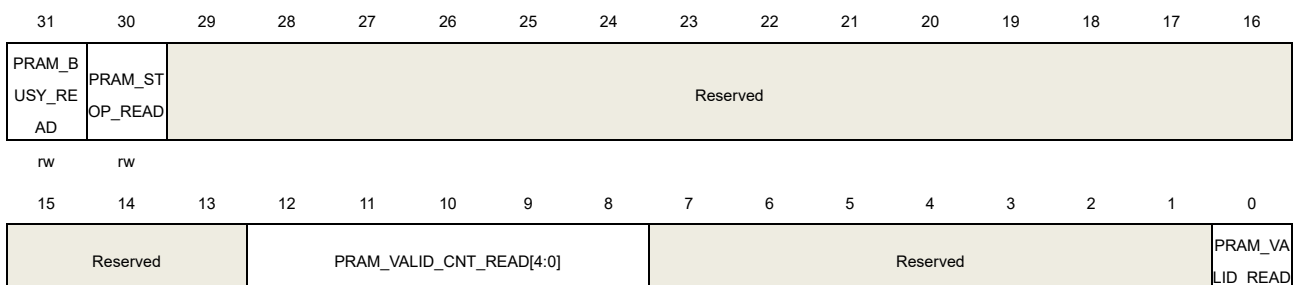 31 30 29 28 27 26 25 24 23 22 21 20 19 18 17 16
PRAM_B
USY_RE
AD
PRAM_ST
OP_READ
Reserved
rw rw
15 14 13 12 11 10 9 8 7 6 5 4 3 2 1 0
Reserved
PRAM_VALID_CNT_READ[4:0]
Reserved
PRAM_VA
LID_READ